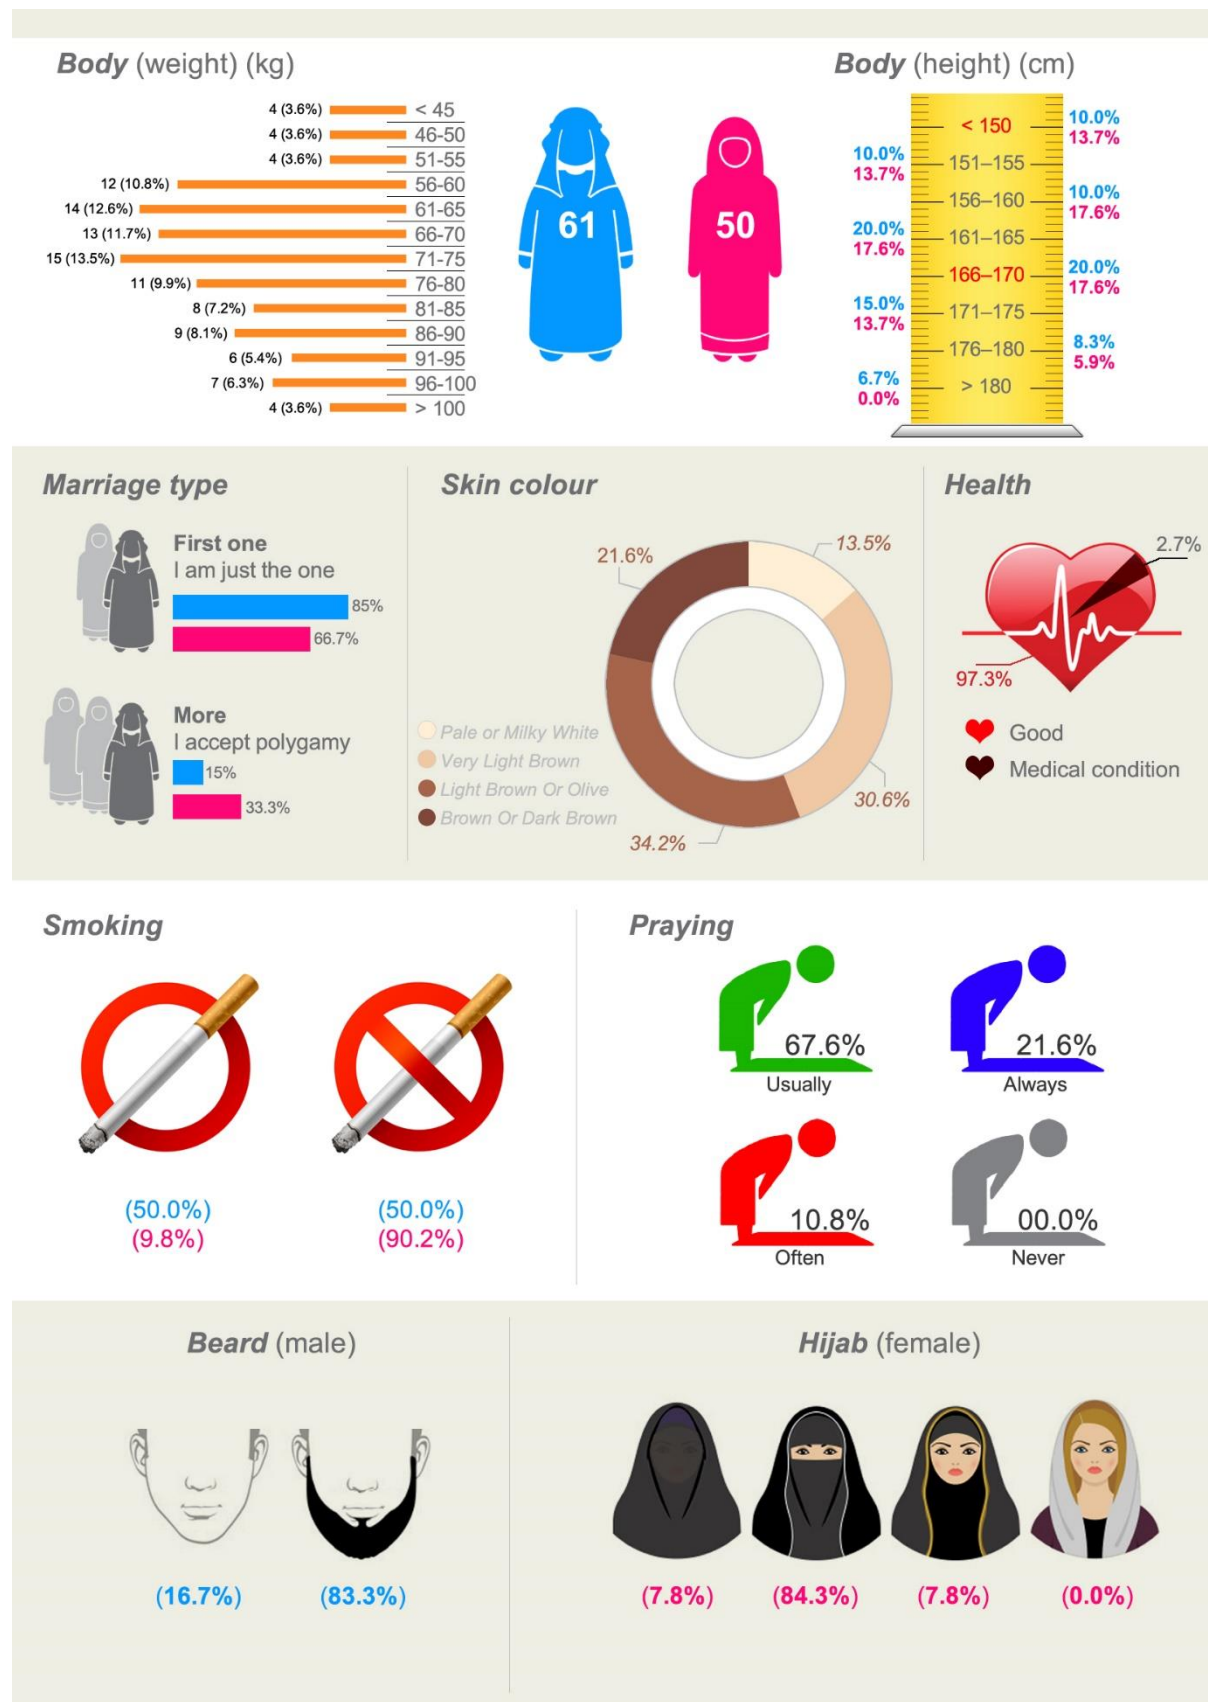 Body (weight) (kg)
4 (3.6%) < 45
4 (3.6%) 46-50
4 (3.6%) 51-55
12 (10.8%) 56-60
14 (12.6%) 61-65
13 (11.7%) 66-70
15 (13.5%) 71-75
11 (9.9%) 76-80
8 (7.2%) 81-85
9 (8.1%) 86-90
6 (5.4%) 91-95
7 (6.3%) 96-100
4 (3.6%) > 100
61
50
Body (height) (cm)
< 150
10.0%
13.7%
10.0%
13.7%
151–155
156–160
10.0%
17.6%
20.0%
17.6%
161–165
166–170
20.0%
17.6%
15.0%
13.7%
171–175
176–180
8.3%
5.9%
6.7%
0.0%
> 180
Marriage type
First one
I am just the one
85%
66.7%
More
I accept polygamy
15%
33.3%
Skin colour
21.6%
13.5%
30.6%
34.2%
Pale or Milky White
Very Light Brown
Light Brown Or Olive
Brown Or Dark Brown
Health
2.7%
97.3%
Good
Medical condition
Smoking
(50.0%)
(9.8%)
(50.0%)
(90.2%)
Praying
67.6%
Usually
21.6%
Always
10.8%
Often
00.0%
Never
Beard (male)
(16.7%)
(83.3%)
Hijab (female)
(7.8%)
(84.3%)
(7.8%)
(0.0%)